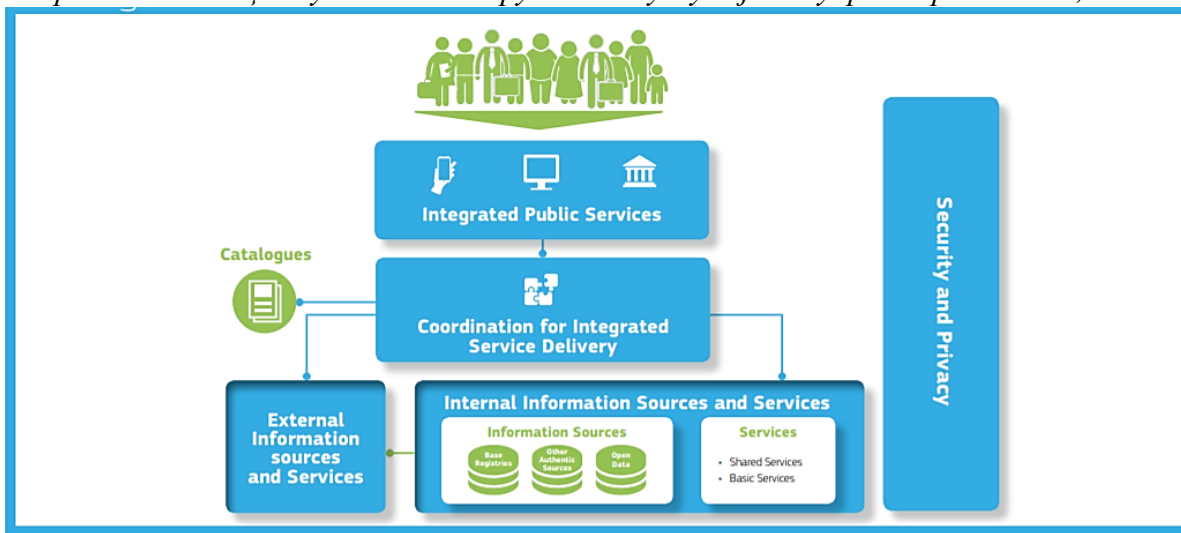 Integrated Public Services
Catalogues
Coordination for Integrated
Service Delivery
External
Information
sources
and Services
Internal Information Sources and Services
Information Sources
Base
Registries
Other
Authentic
Sources
Open
Data
Services
• Shared Services
• Basic Services
Security and Privacy